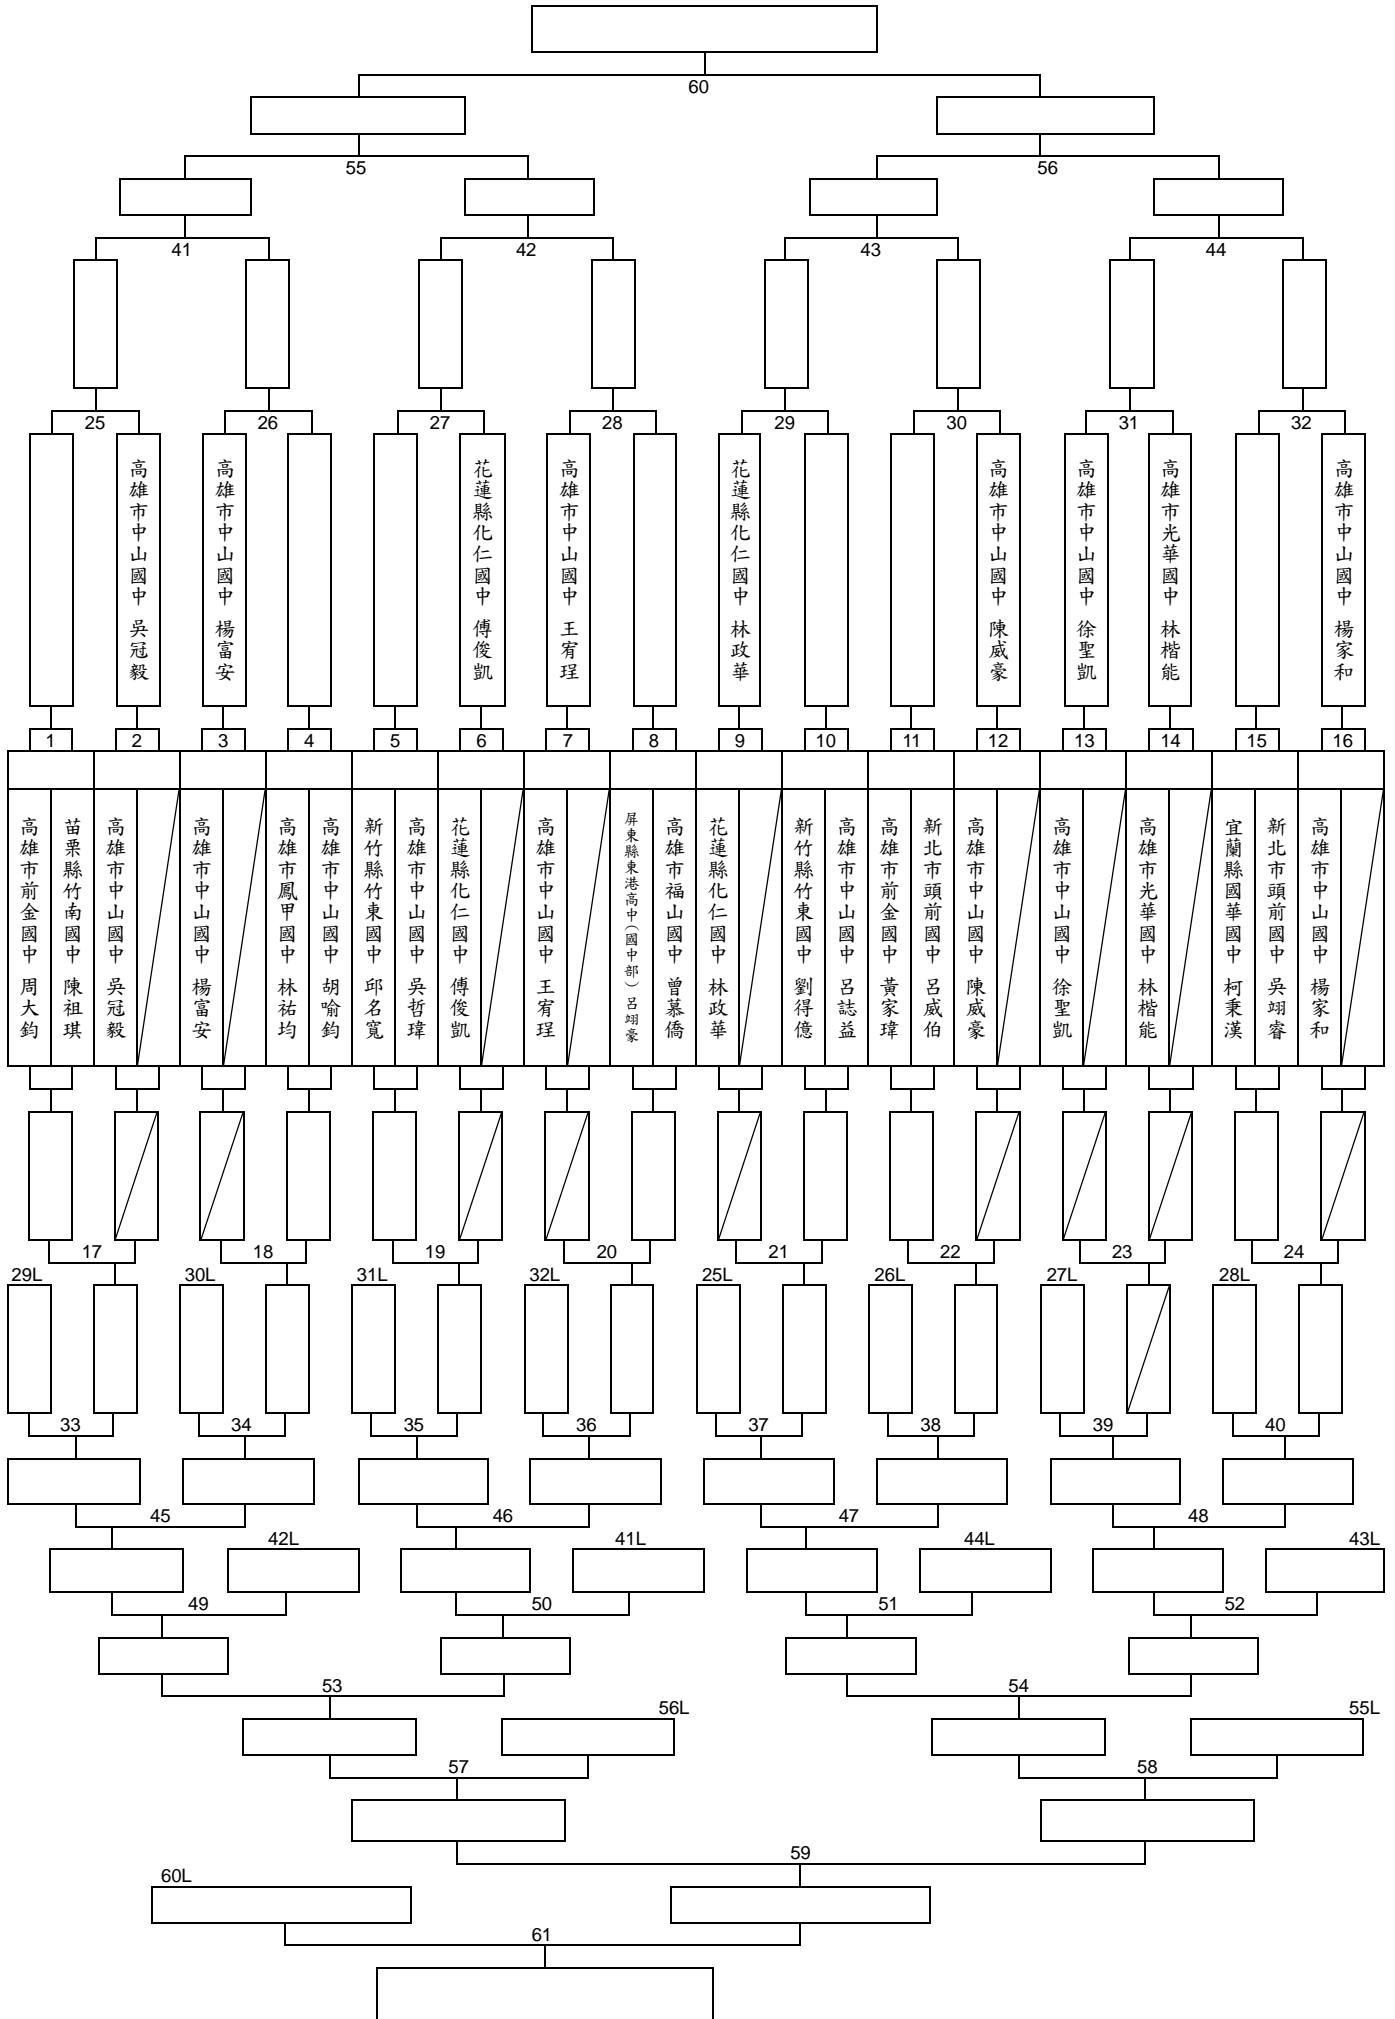 60
55
56
41
42
43
44
25
26
27
28
29
30
31
32
高雄市中山國中 吳冠毅
高雄市中山國中 楊富安
花蓮縣化仁國中 傅俊凱
高雄市中山國中 王宥珵
花蓮縣化仁國中 林政華
高雄市中山國中 陳威豪
高雄市中山國中 徐聖凱
高雄市光華國中 林楷能
高雄市中山國中 楊家和
1
2
3
4
5
6
7
8
9
10
11
12
13
14
15
16
高雄市前金國中 周大鈞
苗栗縣竹南國中 陳祖琪
高雄市中山國中 吳冠毅
高雄市中山國中 楊富安
高雄市鳳甲國中 林祐均
高雄市中山國中 胡喻鈞
新竹縣竹東國中 邱名寬
高雄市中山國中 吳哲瑋
花蓮縣化仁國中 傅俊凱
高雄市中山國中 王宥珵
屏東縣東港高中(國中部) 呂翊豪
高雄市福山國中 曾慕僑
花蓮縣化仁國中 林政華
新竹縣竹東國中 劉得億
高雄市中山國中 呂誌益
高雄市前金國中 黃家瑋
新北市頭前國中 呂威伯
高雄市中山國中 陳威豪
高雄市中山國中 徐聖凱
高雄市光華國中 林楷能
宜蘭縣國華國中 柯秉漢
新北市頭前國中 吳翊睿
高雄市中山國中 楊家和
17
18
19
20
21
22
23
24
29L
30L
31L
32L
25L
26L
27L
28L
33
34
35
36
37
38
39
40
45
46
47
48
42L
41L
44L
43L
49
50
51
52
53
54
56L
55L
57
58
59
60L
61